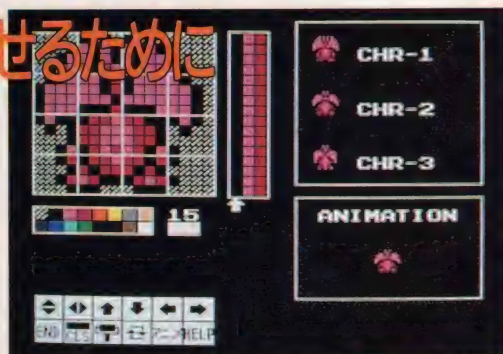 せるために
CHR-1
CHR-2
CHR-3
15
ANIMATION
END
HELP